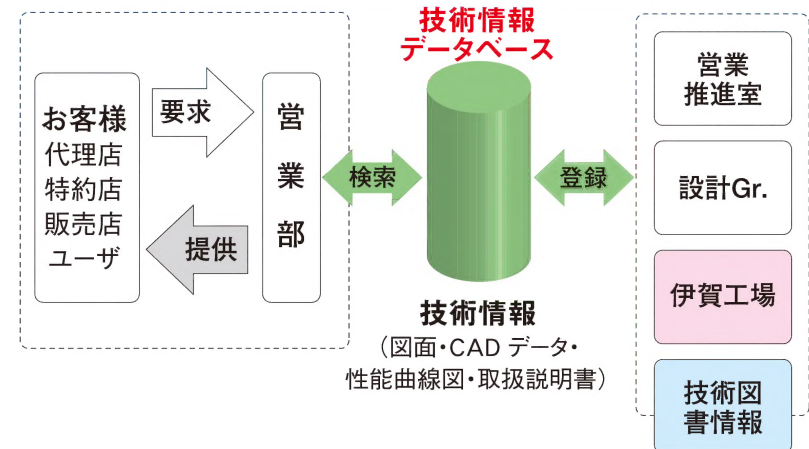 技術情報
データベース
お客様
代理店
特約店
販売店
ユーザ
要求
提供
営
業
部
検索
登録
技術情報
（図面・CAD データ・
性能曲線図・取扱説明書）
営業
推進室
設計Gr.
伊賀工場
技術図
書情報